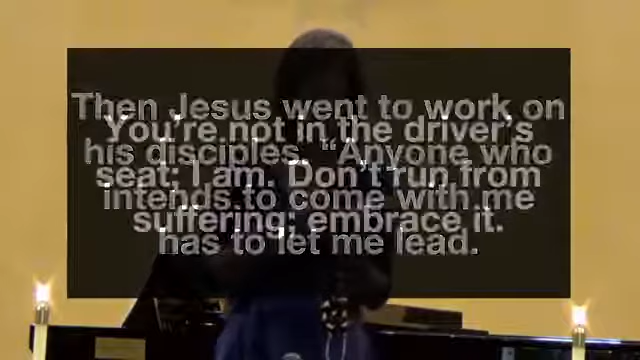 Then Jesus went to work on
You're not in the driver's
his disciples. “Anyone who
seat; I am. Don't run from
intends to come with me
suffering; embrace it.
has to let me lead.